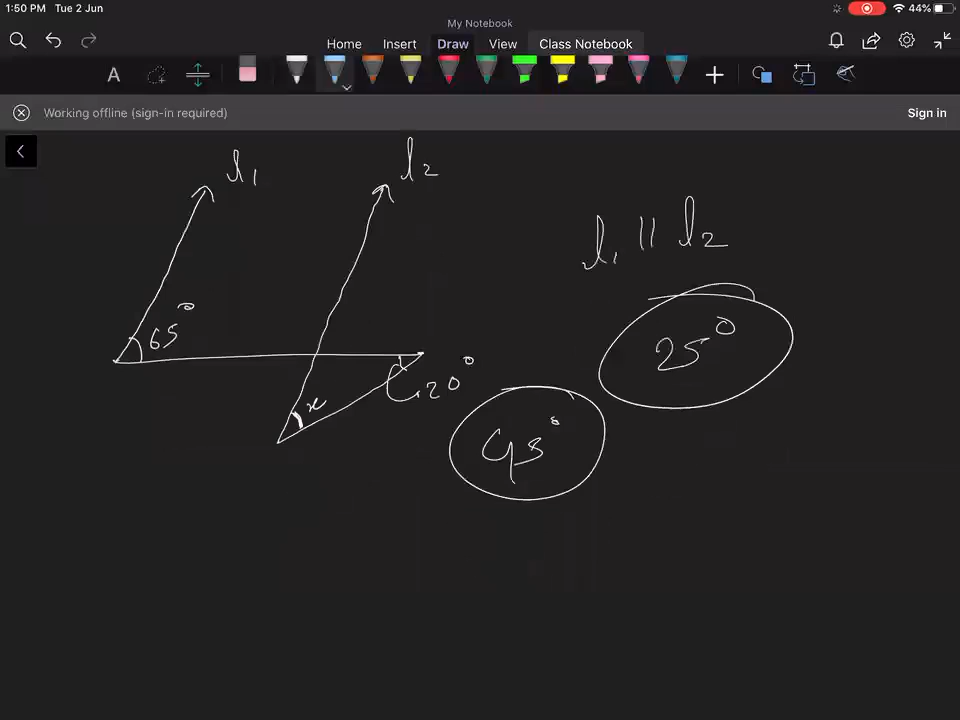 1:50 PM Tue 2 Jun
44%
My Notebook
Home Insert Draw View Class Notebook
A
Working offline (sign-in required)
Sign in
l₁
l₂
l₁ || l₂
65°
25°
20°
x
45°